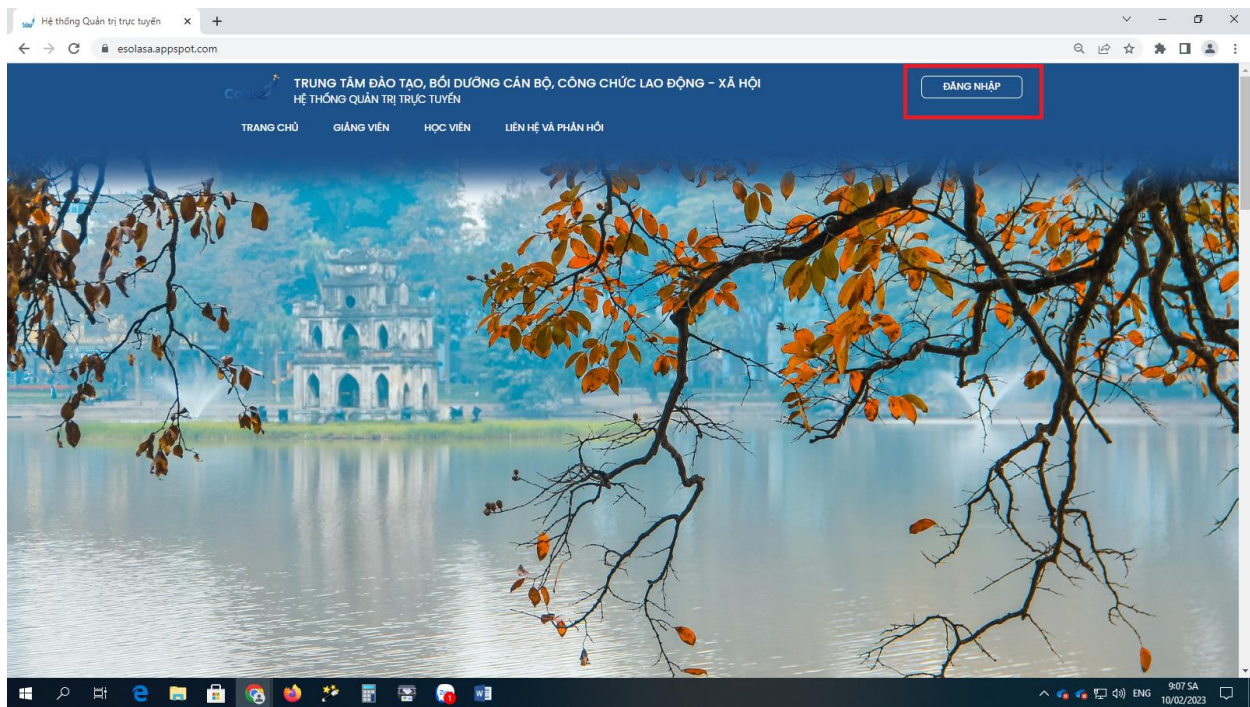 Hệ thống Quản trị trực tuyến
esolasa.appspot.com
TRUNG TÂM ĐÀO TẠO, BỒI DƯỠNG CÁN BỘ, CÔNG CHỨC LAO ĐỘNG - XÃ HỘI
HỆ THỐNG QUẢN TRỊ TRỰC TUYẾN
ĐĂNG NHẬP
TRANG CHỦ GIẢNG VIÊN HỌC VIÊN LIÊN HỆ VÀ PHẢN HỒI
ENG
9:07 SA
10/02/2023